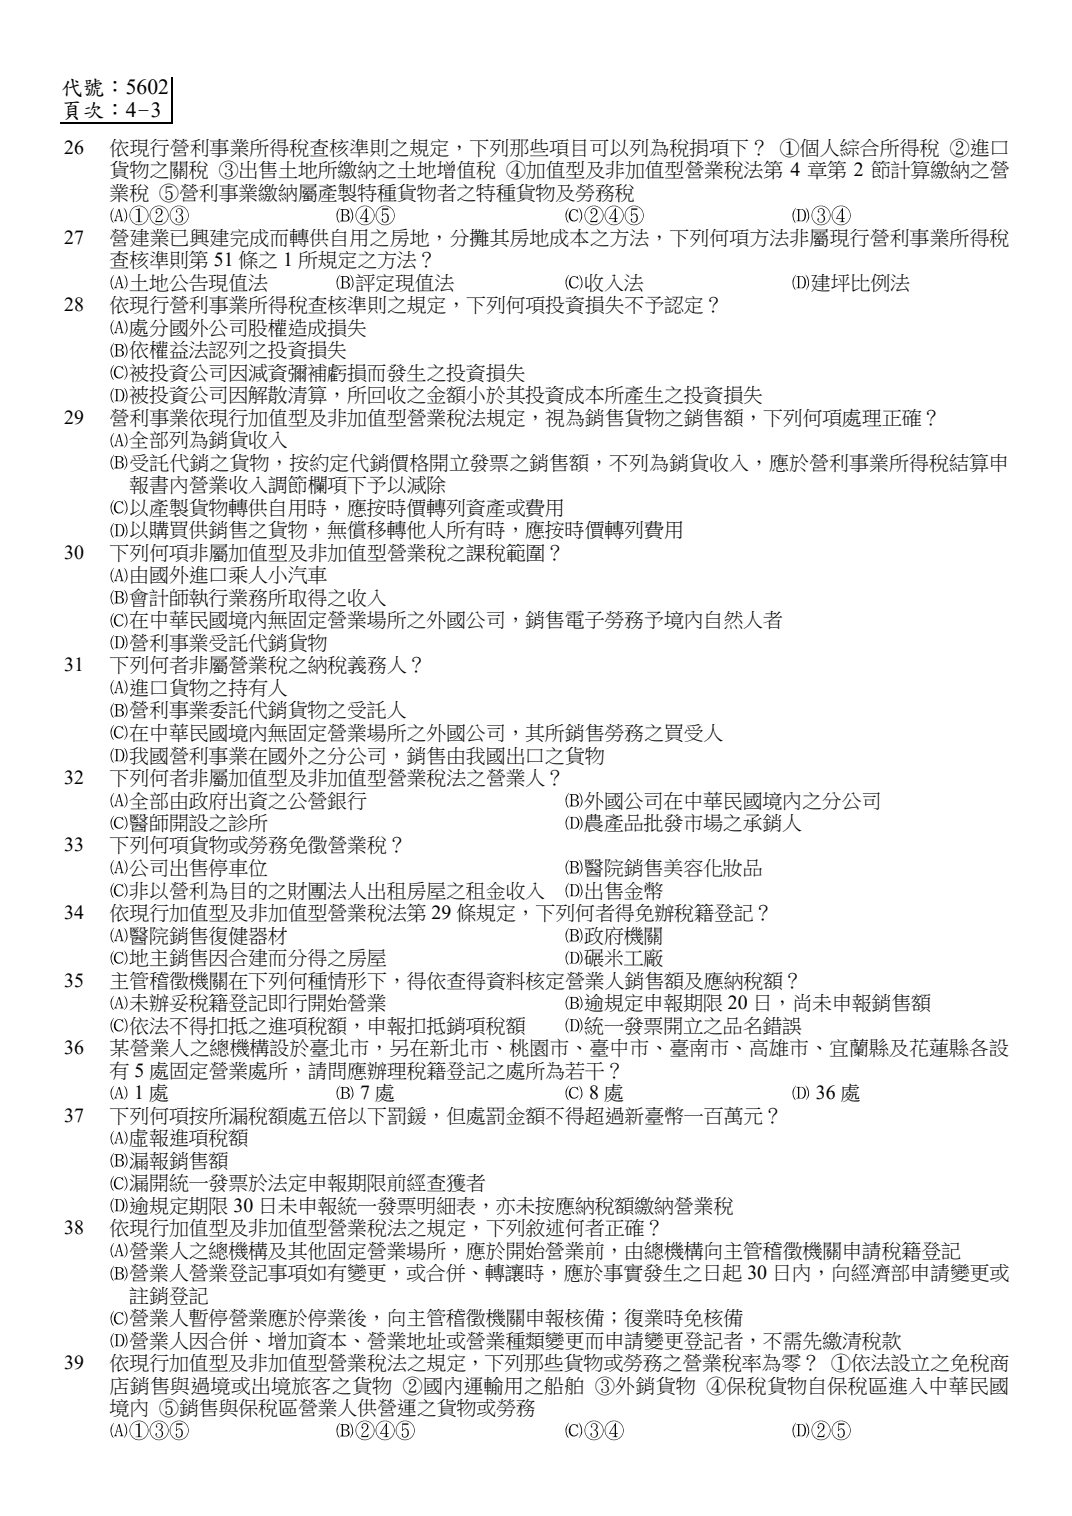 代號：5602
頁次：4-3
26 依現行營利事業所得稅查核準則之規定，下列那些項目可以列為稅捐項下？ ①個人綜合所得稅 ②進口
貨物之關稅 ③出售土地所繳納之土地增值稅 ④加值型及非加值型營業稅法第 4 章第 2 節計算繳納之營
業稅 ⑤營利事業繳納屬產製特種貨物者之特種貨物及勞務稅
(A)①②③ (B)④⑤ (C)②④⑤ (D)③④
27 營建業已興建完成而轉供自用之房地，分攤其房地成本之方法，下列何項方法非屬現行營利事業所得稅
查核準則第 51 條之 1 所規定之方法？
(A)土地公告現值法 (B)評定現值法 (C)收入法 (D)建坪比例法
28 依現行營利事業所得稅查核準則之規定，下列何項投資損失不予認定？
(A)處分國外公司股權造成損失
(B)依權益法認列之投資損失
(C)被投資公司因減資彌補虧損而發生之投資損失
(D)被投資公司因解散清算，所回收之金額小於其投資成本所產生之投資損失
29 營利事業依現行加值型及非加值型營業稅法規定，視為銷售貨物之銷售額，下列何項處理正確？
(A)全部列為銷貨收入
(B)受託代銷之貨物，按約定代銷價格開立發票之銷售額，不列為銷貨收入，應於營利事業所得稅結算申
報書內營業收入調節欄項下予以減除
(C)以產製貨物轉供自用時，應按時價轉列資產或費用
(D)以購買供銷售之貨物，無償移轉他人所有時，應按時價轉列費用
30 下列何項非屬加值型及非加值型營業稅之課稅範圍？
(A)由國外進口乘人小汽車
(B)會計師執行業務所取得之收入
(C)在中華民國境內無固定營業場所之外國公司，銷售電子勞務予境內自然人者
(D)營利事業受託代銷貨物
31 下列何者非屬營業稅之納稅義務人？
(A)進口貨物之持有人
(B)營利事業委託代銷貨物之受託人
(C)在中華民國境內無固定營業場所之外國公司，其所銷售勞務之買受人
(D)我國營利事業在國外之分公司，銷售由我國出口之貨物
32 下列何者非屬加值型及非加值型營業稅法之營業人？
(A)全部由政府出資之公營銀行 (B)外國公司在中華民國境內之分公司
(C)醫師開設之診所 (D)農產品批發市場之承銷人
33 下列何項貨物或勞務免徵營業稅？
(A)公司出售停車位 (B)醫院銷售美容化妝品
(C)非以營利為目的之財團法人出租房屋之租金收入 (D)出售金幣
34 依現行加值型及非加值型營業稅法第 29 條規定，下列何者得免辦稅籍登記？
(A)醫院銷售復健器材 (B)政府機關
(C)地主銷售因合建而分得之房屋 (D)碾米工廠
35 主管稽徵機關在下列何種情形下，得依查得資料核定營業人銷售額及應納稅額？
(A)未辦妥稅籍登記即行開始營業 (B)逾規定申報期限 20 日，尚未申報銷售額
(C)依法不得扣抵之進項稅額，申報扣抵銷項稅額 (D)統一發票開立之品名錯誤
36 某營業人之總機構設於臺北市，另在新北市、桃園市、臺中市、臺南市、高雄市、宜蘭縣及花蓮縣各設
有 5 處固定營業處所，請問應辦理稅籍登記之處所為若干？
(A) 1 處 (B) 7 處 (C) 8 處 (D) 36 處
37 下列何項按所漏稅額處五倍以下罰鍰，但處罰金額不得超過新臺幣一百萬元？
(A)虛報進項稅額
(B)漏報銷售額
(C)漏開統一發票於法定申報期限前經查獲者
(D)逾規定期限 30 日未申報統一發票明細表，亦未按應納稅額繳納營業稅
38 依現行加值型及非加值型營業稅法之規定，下列敘述何者正確？
(A)營業人之總機構及其他固定營業場所，應於開始營業前，由總機構向主管稽徵機關申請稅籍登記
(B)營業人營業登記事項如有變更，或合併、轉讓時，應於事實發生之日起 30 日內，向經濟部申請變更或
註銷登記
(C)營業人暫停營業應於停業後，向主管稽徵機關申報核備；復業時免核備
(D)營業人因合併、增加資本、營業地址或營業種類變更而申請變更登記者，不需先繳清稅款
39 依現行加值型及非加值型營業稅法之規定，下列那些貨物或勞務之營業稅率為零？ ①依法設立之免稅商
店銷售與過境或出境旅客之貨物 ②國內運輸用之船舶 ③外銷貨物 ④保稅貨物自保稅區進入中華民國
境內 ⑤銷售與保稅區營業人供營運之貨物或勞務
(A)①③⑤ (B)②④⑤ (C)③④ (D)②⑤